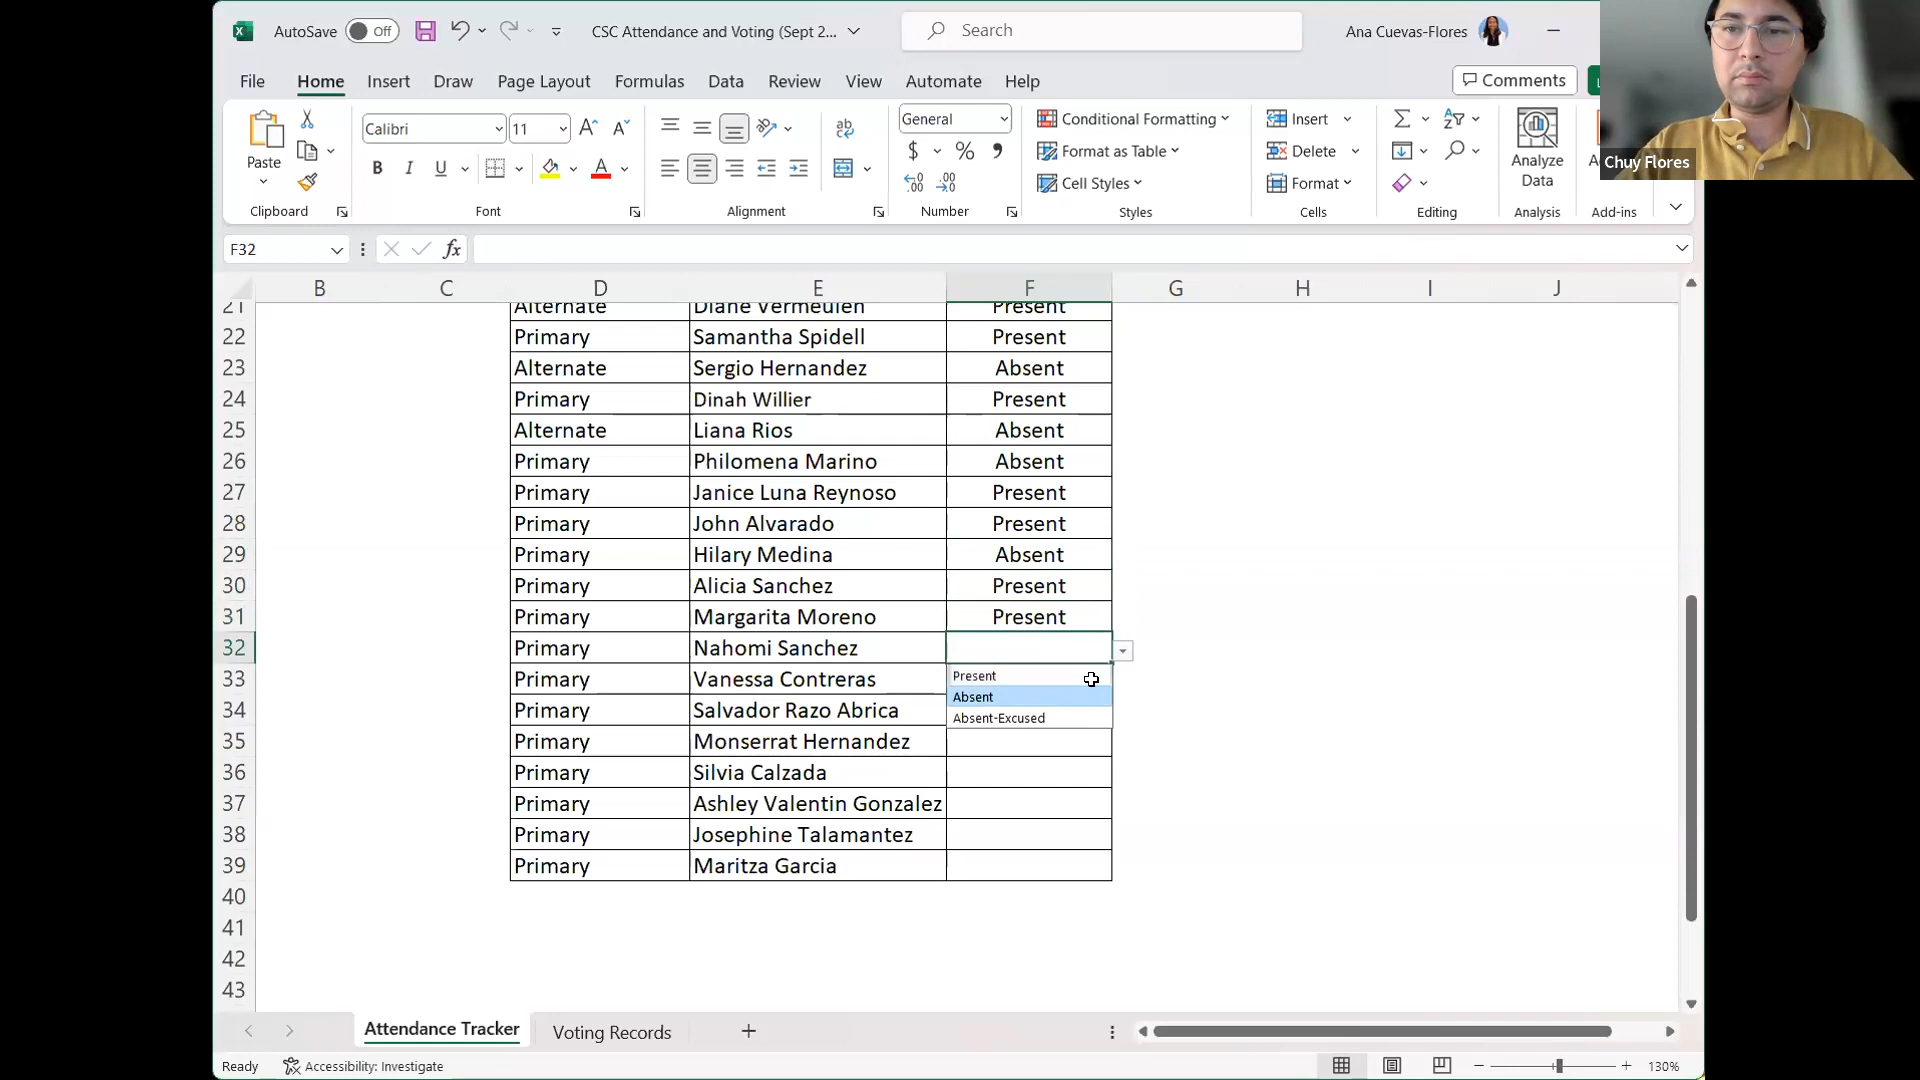 AutoSave Off CSC Attendance and Voting (Sept 2... Search Ana Cuevas-Flores
File Home Insert Draw Page Layout Formulas Data Review View Automate Help Comments
Paste
Clipboard
Calibri 11
B I U A
Font
ab
Alignment
General
$ % 9
Number
Conditional Formatting
Format as Table
Cell Styles
Styles
Insert
Delete
Format
Cells
Editing
Analyze
Data
Analysis
Add-ins
Chuy Flores
F32 fx
B C D E F G H I J
21 Alternate Diane Vermeulen Present
22 Primary Samantha Spidell Present
23 Alternate Sergio Hernandez Absent
24 Primary Dinah Willier Present
25 Alternate Liana Rios Absent
26 Primary Philomena Marino Absent
27 Primary Janice Luna Reynoso Present
28 Primary John Alvarado Present
29 Primary Hilary Medina Absent
30 Primary Alicia Sanchez Present
31 Primary Margarita Moreno Present
32 Primary Nahomi Sanchez
33 Primary Vanessa Contreras
34 Primary Salvador Razo Abrica
35 Primary Monserrat Hernandez
36 Primary Silvia Calzada
37 Primary Ashley Valentin Gonzalez
38 Primary Josephine Talamantez
39 Primary Maritza Garcia
40
41
42
43
Present
Absent
Absent-Excused
Attendance Tracker Voting Records
Ready Accessibility: Investigate 130%